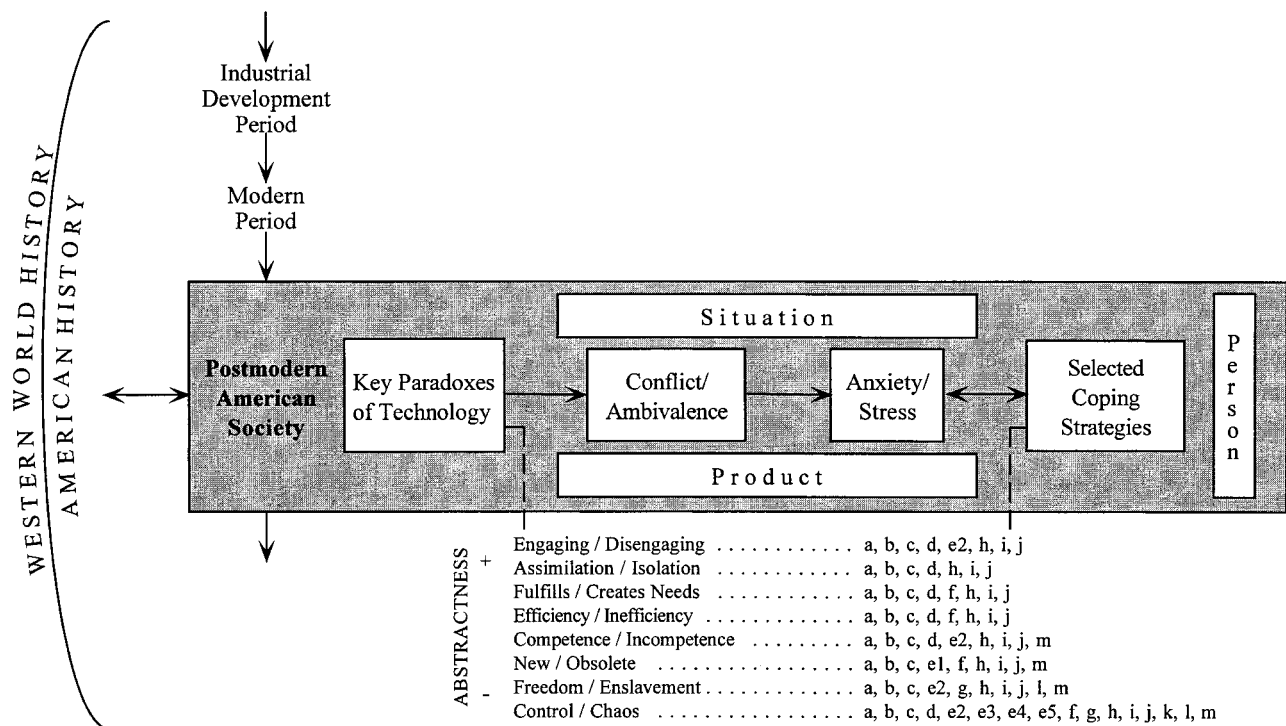 Industrial
Development
Period
Modern
Period
WESTERN WORLD HISTORY
AMERICAN HISTORY
Situation
Postmodern
American
Society
Key Paradoxes
of Technology
Conflict/
Ambivalence
Anxiety/
Stress
Selected
Coping
Strategies
Person
Product
ABSTRACTNESS
+
-
Engaging / Disengaging . . . . . . . . . . . . a, b, c, d, e2, h, i, j
Assimilation / Isolation . . . . . . . . . . . . . a, b, c, d, h, i, j
Fulfills / Creates Needs . . . . . . . . . . . . . a, b, c, d, f, h, i, j
Efficiency / Inefficiency . . . . . . . . . . . . a, b, c, d, f, h, i, j
Competence / Incompetence . . . . . . . . . a, b, c, d, e2, h, i, j, m
New / Obsolete . . . . . . . . . . . . . . . . a, b, c, e1, f, h, i, j, m
Freedom / Enslavement . . . . . . . . . . . . a, b, c, e2, g, h, i, j, l, m
Control / Chaos . . . . . . . . . . . . . . . . . a, b, c, d, e2, e3, e4, e5, f, g, h, i, j, k, l, m